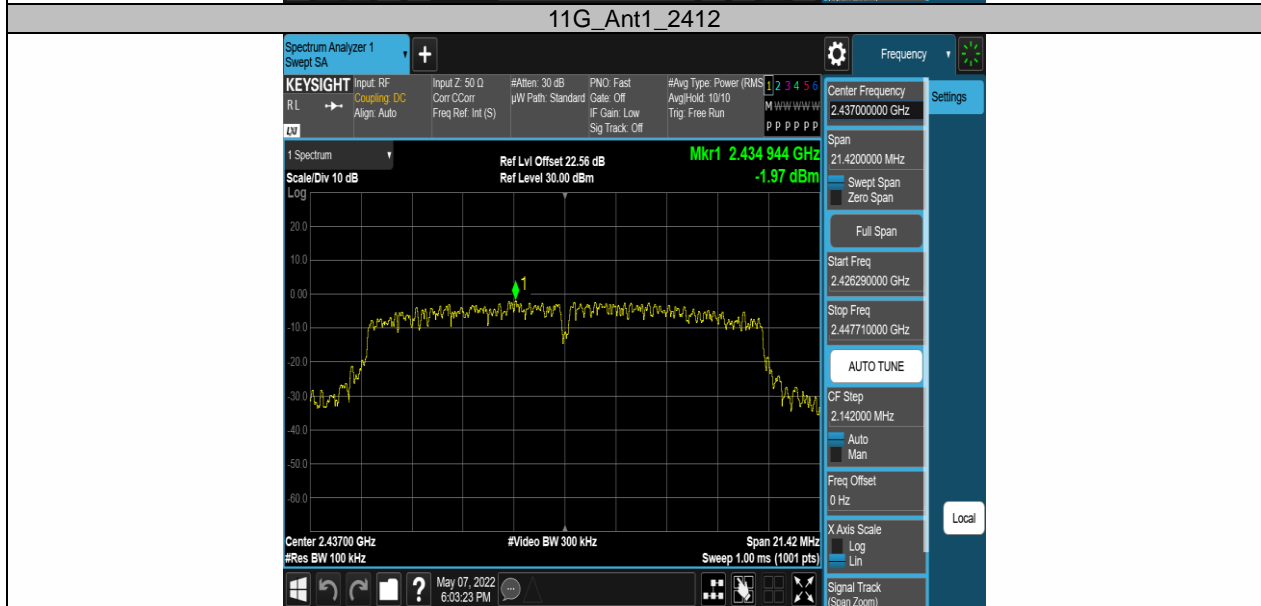 11G_Ant1_2412
Spectrum Analyzer 1
Swept SA
+
Frequency
KEYSIGHT
RL
LXI
Input: RF
Coupling: DC
Align: Auto
Input Z: 50 Ω
Corr CCorr
Freq Ref: Int (S)
#Atten: 30 dB
µW Path: Standard
PNO: Fast
Gate: Off
IF Gain: Low
Sig Track: Off
#Avg Type: Power (RMS
Avg|Hold: 10/10
Trig: Free Run
1 2 3 4 5 6
M W W W W W
P P P P P P
1 Spectrum
Scale/Div 10 dB
Ref Lvl Offset 22.56 dB
Ref Level 30.00 dBm
Mkr1 2.434 944 GHz
-1.97 dBm
Log
20.0
10.0
0.00
-10.0
-20.0
-30.0
-40.0
-50.0
-60.0
1
Center 2.43700 GHz
#Res BW 100 kHz
#Video BW 300 kHz
Span 21.42 MHz
Sweep 1.00 ms (1001 pts)
?
May 07, 2022
6:03:23 PM
Center Frequency
2.437000000 GHz
Span
21.4200000 MHz
Swept Span
Zero Span
Full Span
Start Freq
2.426290000 GHz
Stop Freq
2.447710000 GHz
AUTO TUNE
CF Step
2.142000 MHz
Auto
Man
Freq Offset
0 Hz
X Axis Scale
Log
Lin
Signal Track
(Span Zoom)
Settings
Local